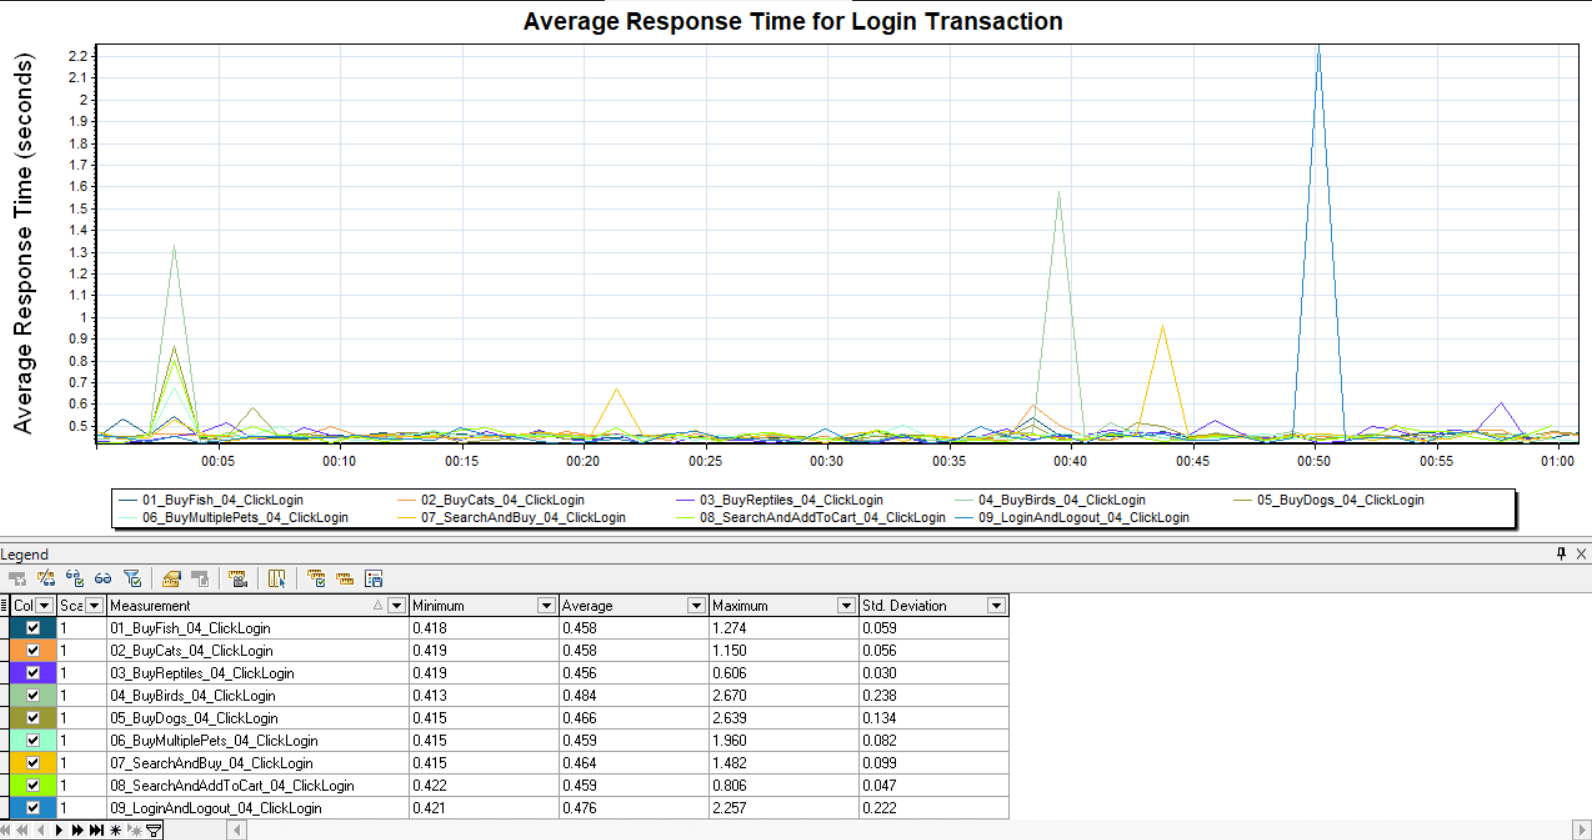 Average Response Time for Login Transaction
Average Response Time (seconds)
2.2
2.1
2
1.9
1.8
1.7
1.6
1.5
1.4
1.3
1.2
1.1
1
0.9
0.8
0.7
0.6
0.5
00:05 00:10 00:15 00:20 00:25 00:30 00:35 00:40 00:45 00:50 00:55 01:00
01_BuyFish_04_ClickLogin 02_BuyCats_04_ClickLogin 03_BuyReptiles_04_ClickLogin 04_BuyBirds_04_ClickLogin 05_BuyDogs_04_ClickLogin
06_BuyMultiplePets_04_ClickLogin 07_SearchAndBuy_04_ClickLogin 08_SearchAndAddToCart_04_ClickLogin 09_LoginAndLogout_04_ClickLogin
Legend
Col Sca Measurement Minimum Average Maximum Std. Deviation
1 01_BuyFish_04_ClickLogin 0.418 0.458 1.274 0.059
1 02_BuyCats_04_ClickLogin 0.419 0.458 1.150 0.056
1 03_BuyReptiles_04_ClickLogin 0.419 0.456 0.606 0.030
1 04_BuyBirds_04_ClickLogin 0.413 0.484 2.670 0.238
1 05_BuyDogs_04_ClickLogin 0.415 0.466 2.639 0.134
1 06_BuyMultiplePets_04_ClickLogin 0.415 0.459 1.960 0.082
1 07_SearchAndBuy_04_ClickLogin 0.415 0.464 1.482 0.099
1 08_SearchAndAddToCart_04_ClickLogin 0.422 0.459 0.806 0.047
1 09_LoginAndLogout_04_ClickLogin 0.421 0.476 2.257 0.222